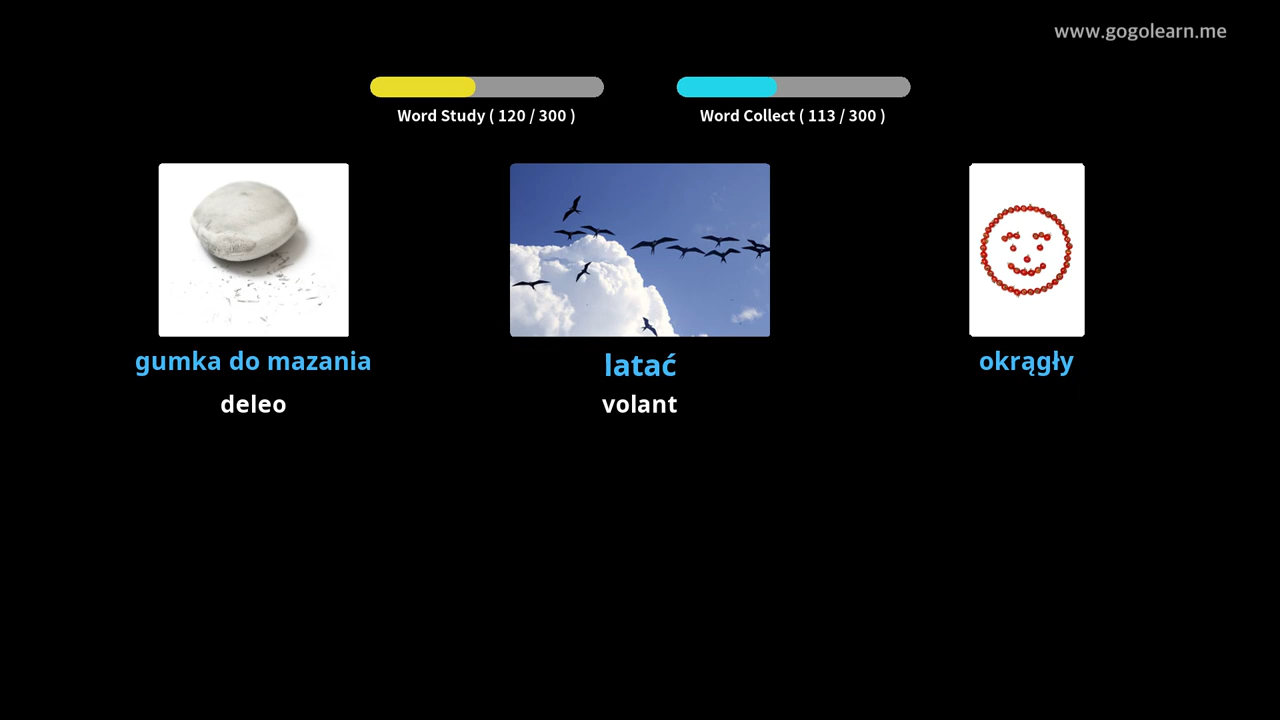 www.gogolearn.me
Word Study ( 120 / 300 )
Word Collect ( 113 / 300 )
gumka do mazania
latać
okrągły
deleo
volant